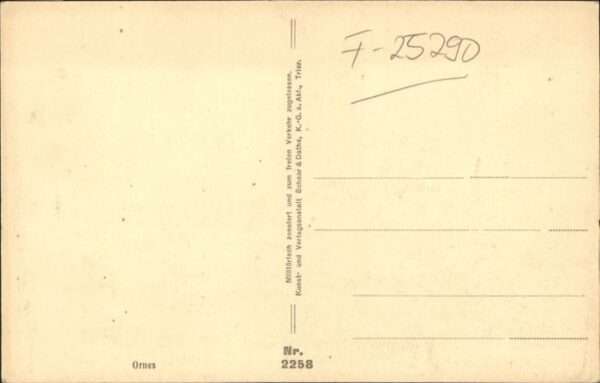 F-25290
Militärisch zensiert und zum freien Verkehr zugelassen.
Kunst- und Verlagsanstalt Schaar & Dathe, K.-G. a. Akt., Trier.
Nr.
2258
Ornes